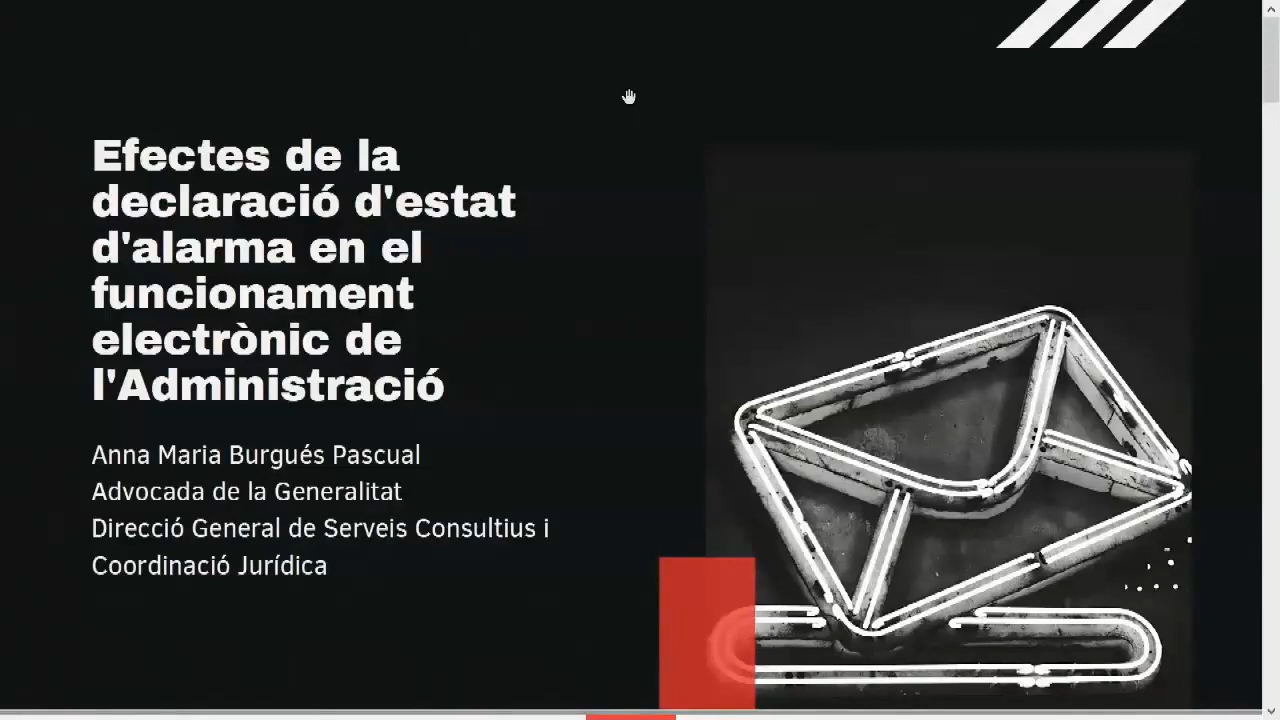 Efectes de la
declaració d'estat
d'alarma en el
funcionament
electrònic de
l'Administració
Anna Maria Burgués Pascual
Advocada de la Generalitat
Direcció General de Serveis Consultius i
Coordinació Jurídica